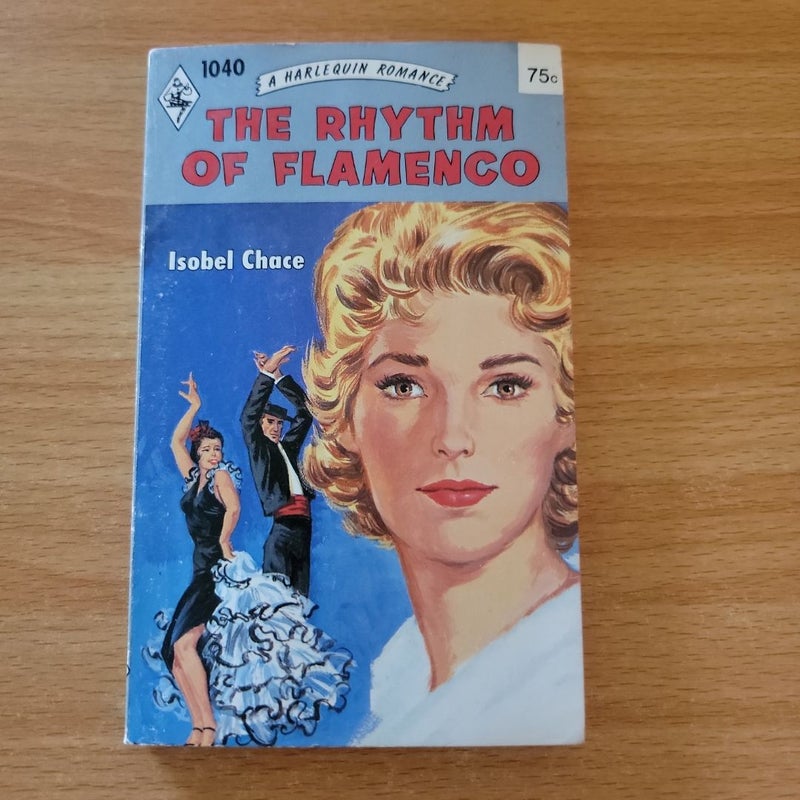 1040
A HARLEQUIN ROMANCE
75c
THE RHYTHM
OF FLAMENCO
Isobel Chace